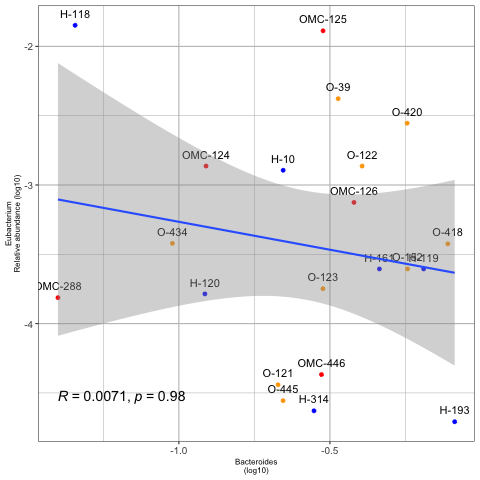 H-118
OMC-125
-2
O-39
O-420
OMC-124
H-10
O-122
-3
OMC-126
O-434
O-418
H-161
O-152
H-119
OMC-288
H-120
O-123
-4
OMC-446
O-121
O-445
R = 0.0071, p = 0.98
H-314
H-193
Eubacterium
Relative abundance (log10)
-1.0
-0.5
Bacteroides
(log10)